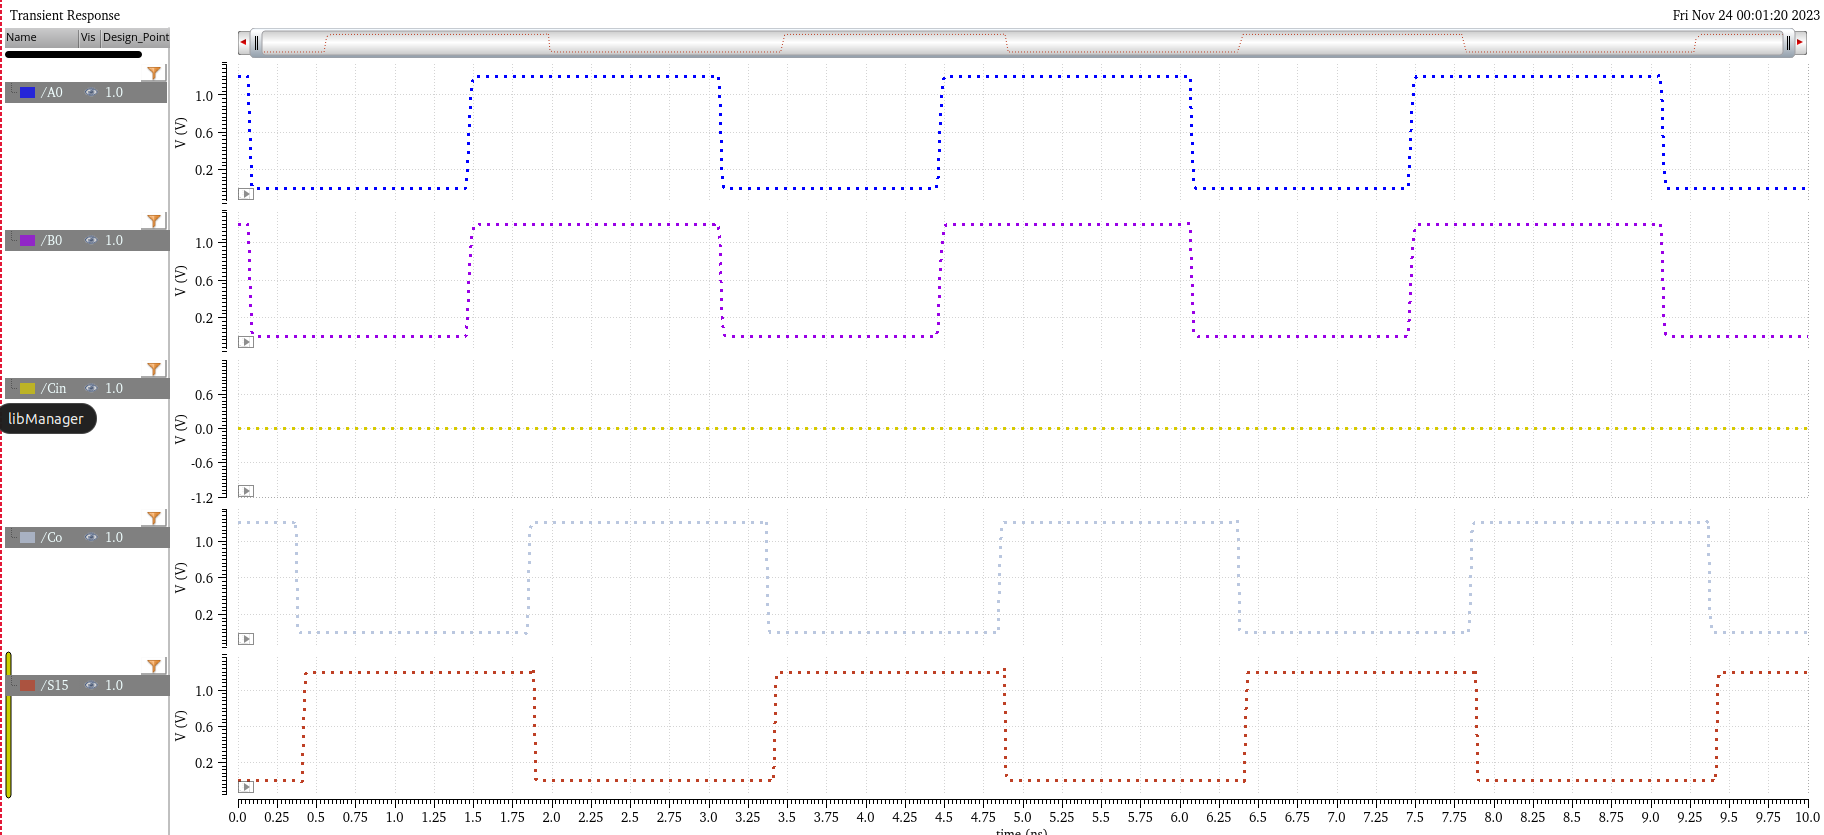 Transient Response
Fri Nov 24 00:01:20 2023
Name Vis Design_Point
/A0 1.0
V (V)
1.0
0.6
0.2
/B0 1.0
V (V)
1.0
0.6
0.2
/Cin 1.0
libManager
V (V)
0.6
0.0
-0.6
-1.2
/Co 1.0
V (V)
1.0
0.6
0.2
/S15 1.0
V (V)
1.0
0.6
0.2
0.0 0.25 0.5 0.75 1.0 1.25 1.5 1.75 2.0 2.25 2.5 2.75 3.0 3.25 3.5 3.75 4.0 4.25 4.5 4.75 5.0 5.25 5.5 5.75 6.0 6.25 6.5 6.75 7.0 7.25 7.5 7.75 8.0 8.25 8.5 8.75 9.0 9.25 9.5 9.75 10.0
time (ns)